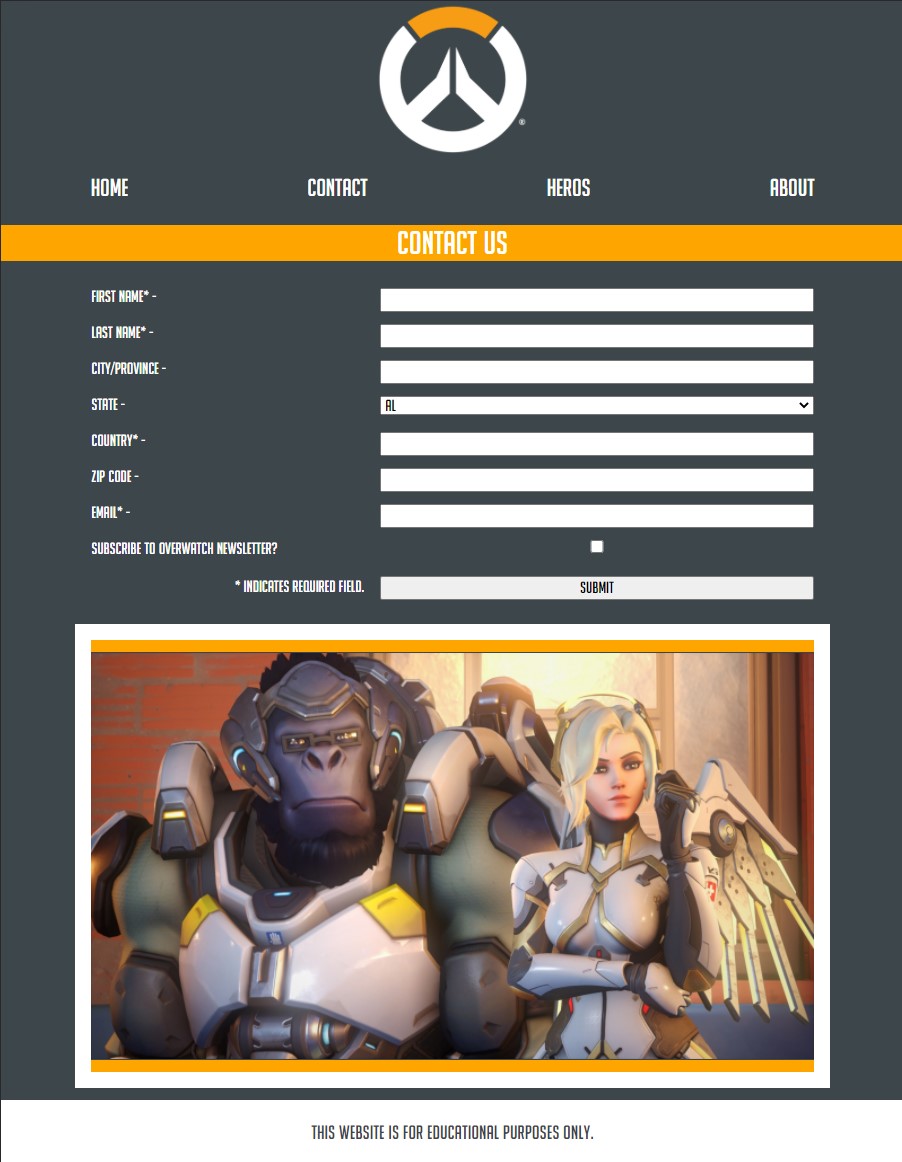 ®
HOME CONTACT HEROS ABOUT
CONTACT US
FIRST NAME* -
LAST NAME* -
CITY/PROVINCE -
STATE - AL
COUNTRY* -
ZIP CODE -
EMAIL* -
SUBSCRIBE TO OVERWATCH NEWSLETTER?
* INDICATES REQUIRED FIELD. SUBMIT
THIS WEBSITE IS FOR EDUCATIONAL PURPOSES ONLY.